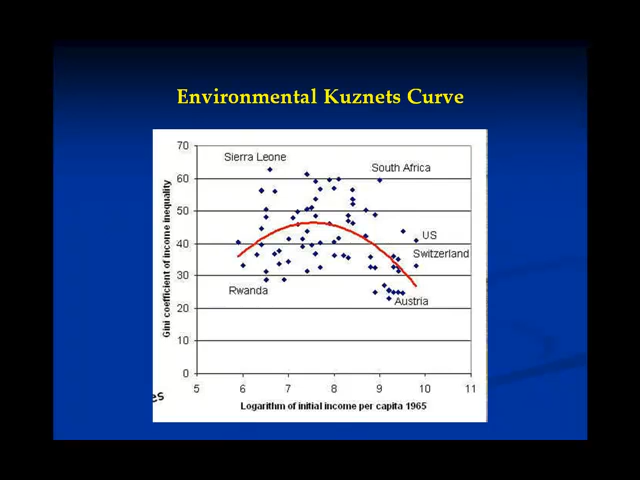 Environmental Kuznets Curve
70
60
50
40
30
20
10
0
Gini coefficient of income inequality
Sierra Leone
South Africa
US
Switzerland
Rwanda
Austria
5 6 7 8 9 10 11
Logarithm of initial income per capita 1965
es